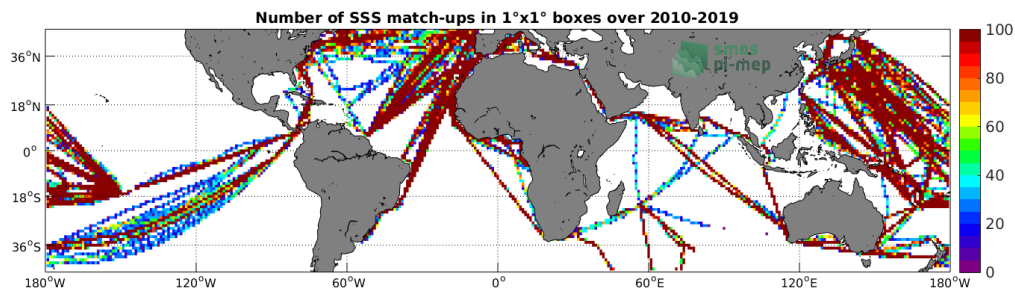 Number of SSS match-ups in 1°x1° boxes over 2010-2019
smos
pi-mep
36°N
18°N
0°
18°S
36°S
180°W
120°W
60°W
0°
60°E
120°E
180°W
100
80
60
40
20
0